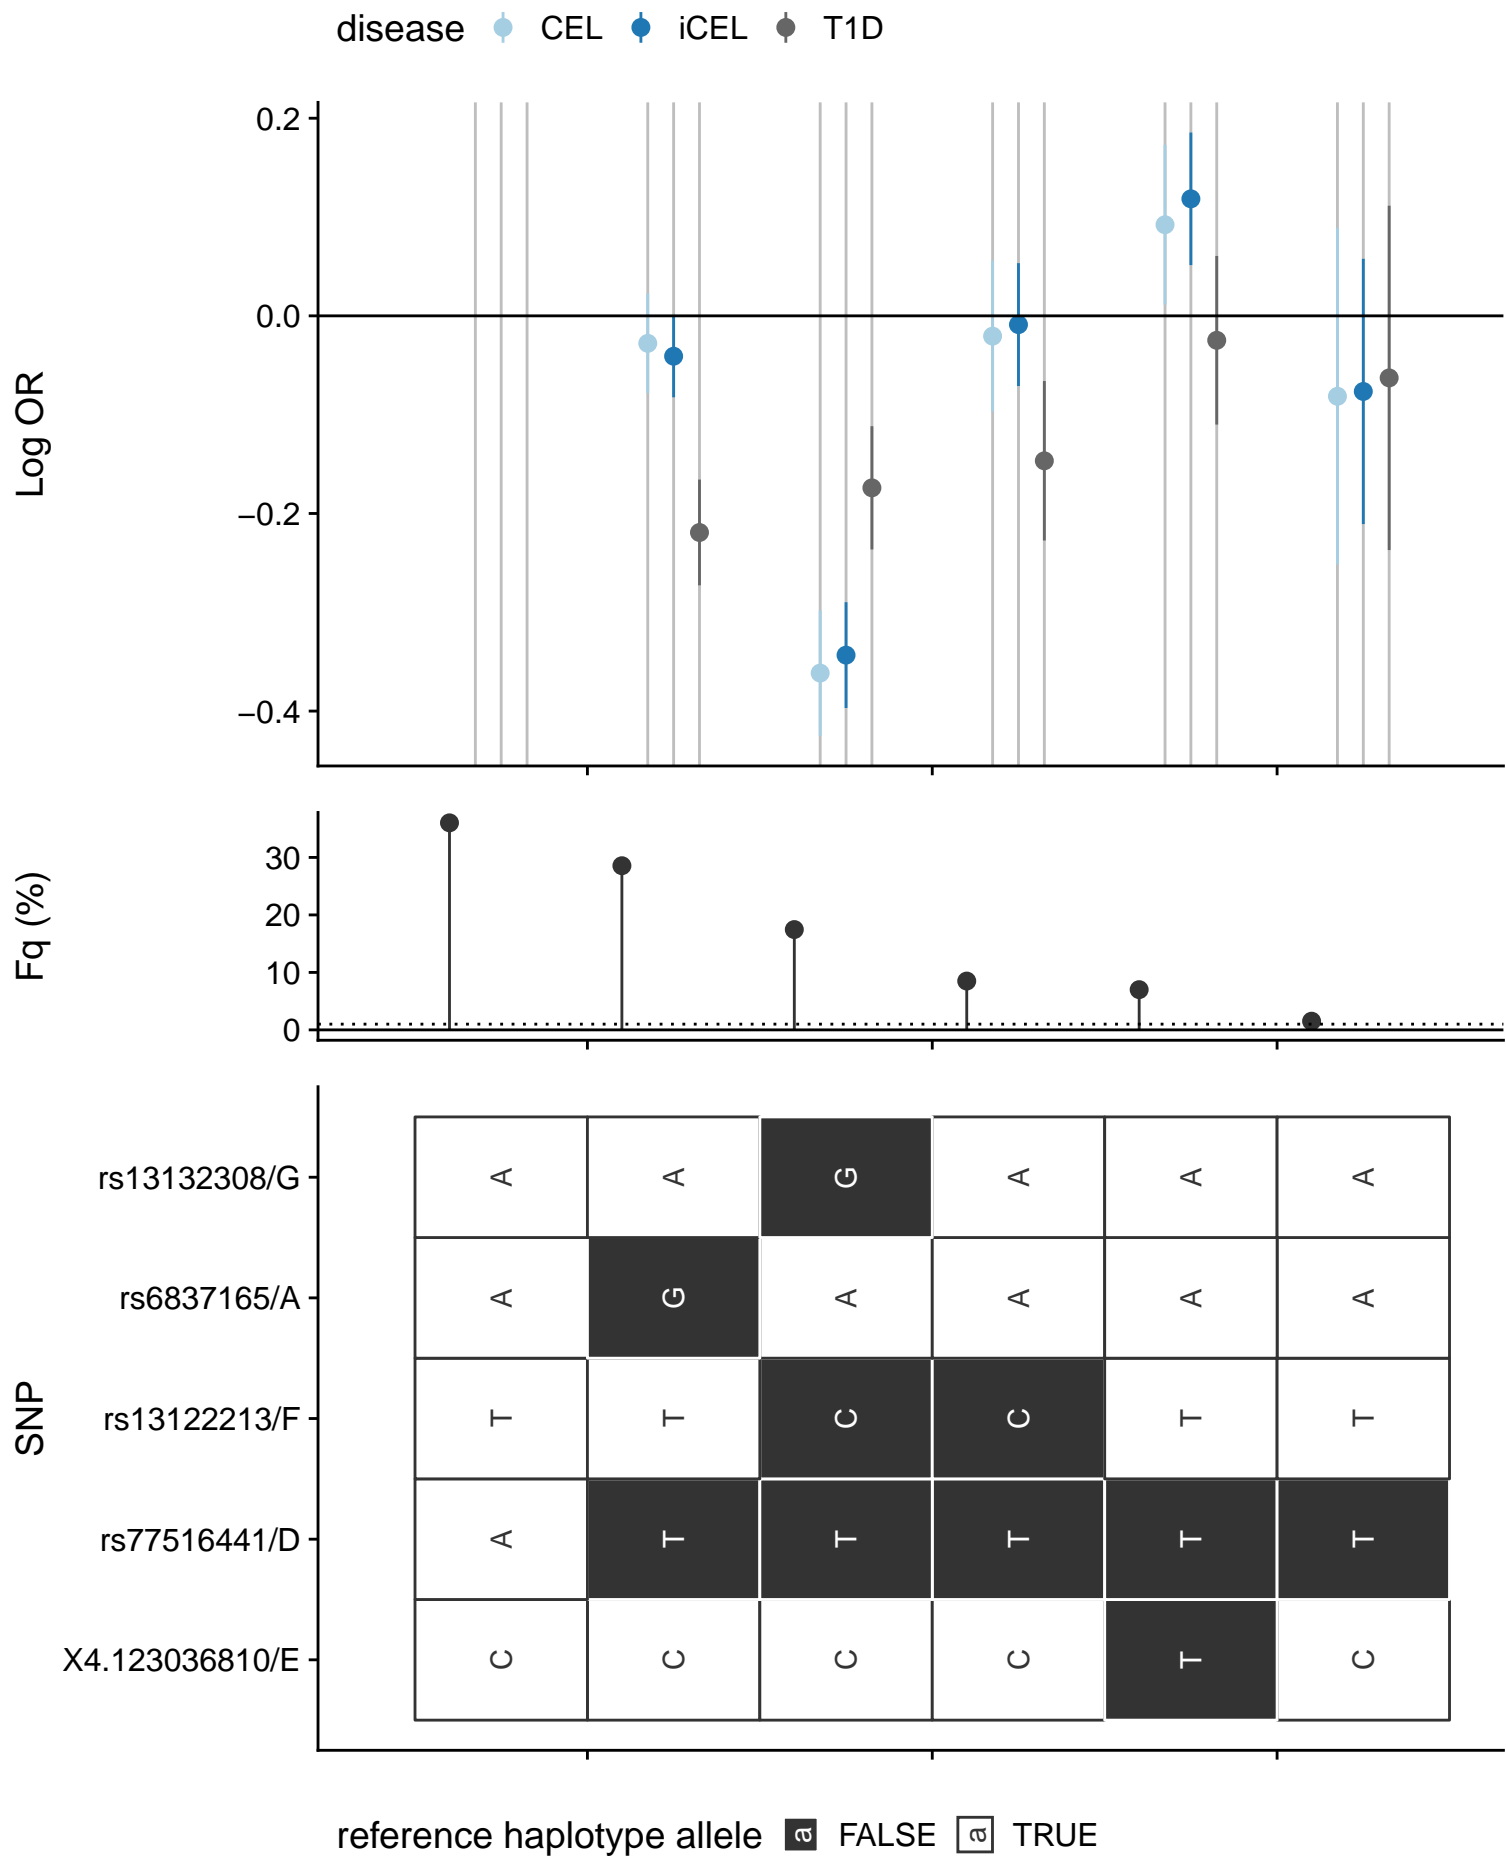 disease CEL iCEL T1D
0.2
0.0
−0.2
−0.4
Log OR
30
20
10
0
Fq (%)
rs13132308/G A A G A A A
rs6837165/A A G A A A A
rs13122213/F T T C C T T
rs77516441/D A T T T T T
X4.123036810/E C C C C T C
SNP
reference haplotype allele a FALSE a TRUE